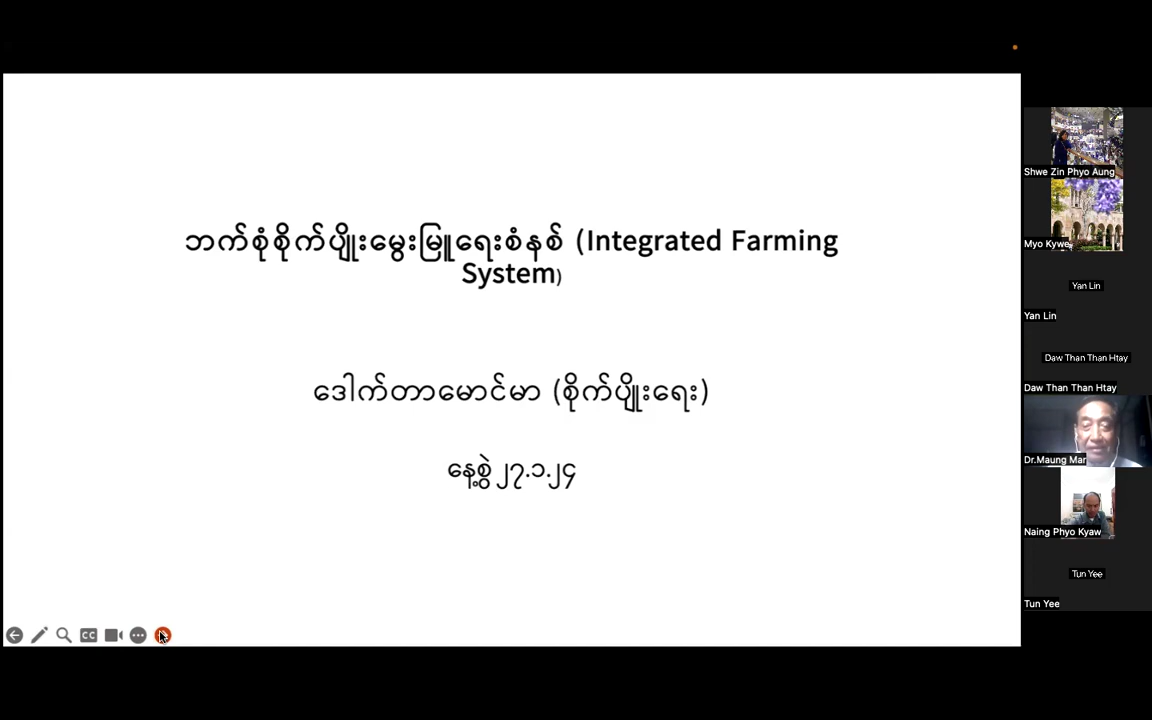 ဘက်စုံစိုက်ပျိုးမွေးမြူရေးစံနစ် (Integrated Farming
System)
ဒေါက်တာမောင်မာ (စိုက်ပျိုးရေး)
နေ့စွဲ ၂၇.၁.၂၄
CC
Shwe Zin Phyo Aung
Myo Kywe
Yan Lin
Yan Lin
Daw Than Than Htay
Daw Than Than Htay
Dr.Maung Mar
Naing Phyo Kyaw
Tun Yee
Tun Yee